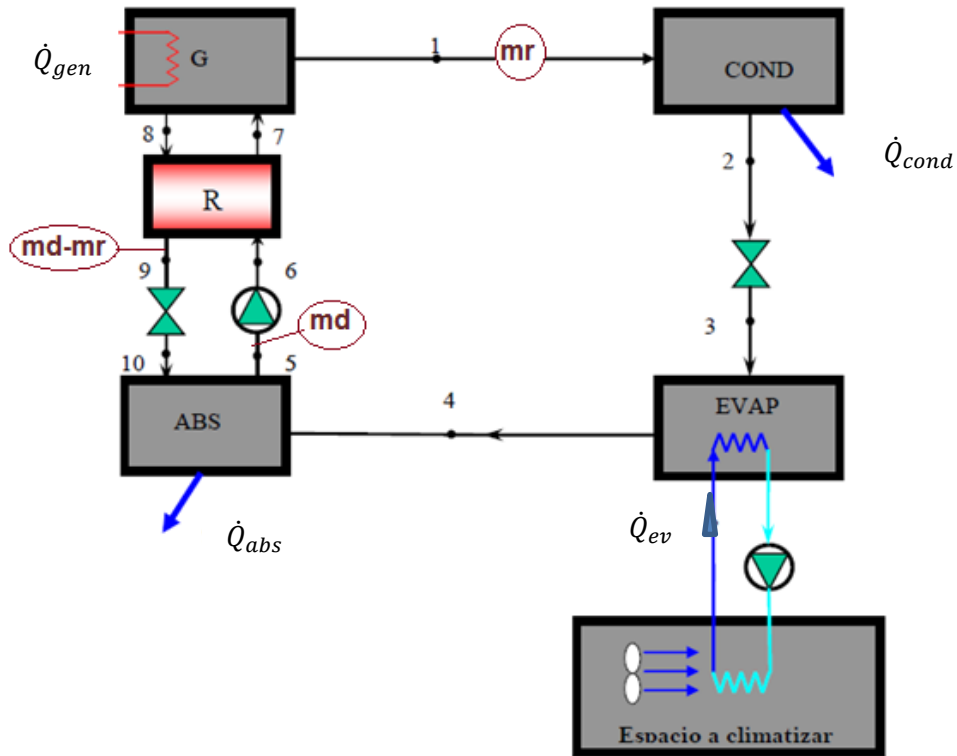 1
mr
G
COND
Q̇gen
8
7
2
Q̇cond
R
md-mr
9
6
md
3
10
5
ABS
4
EVAP
Q̇abs
Q̇ev
Espacio a climatizar